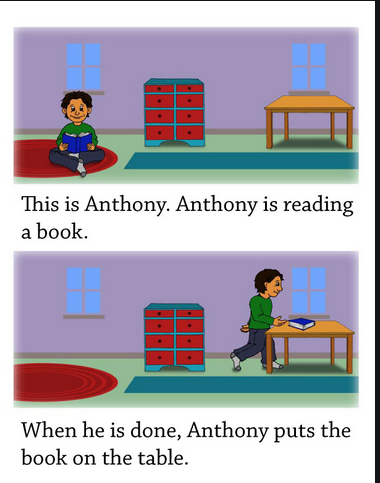 This is Anthony. Anthony is reading
a book.
When he is done, Anthony puts the
book on the table.